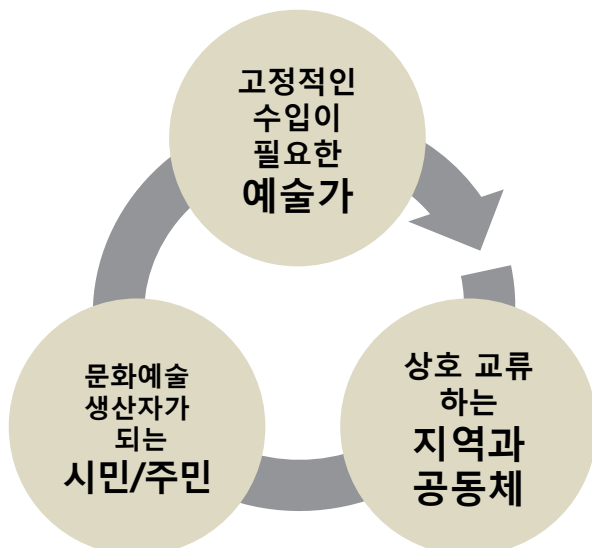 고정적인
수입이
필요한
예술가
문화예술
생산자가
되는
시민/주민
상호 교류
하는
지역과
공동체